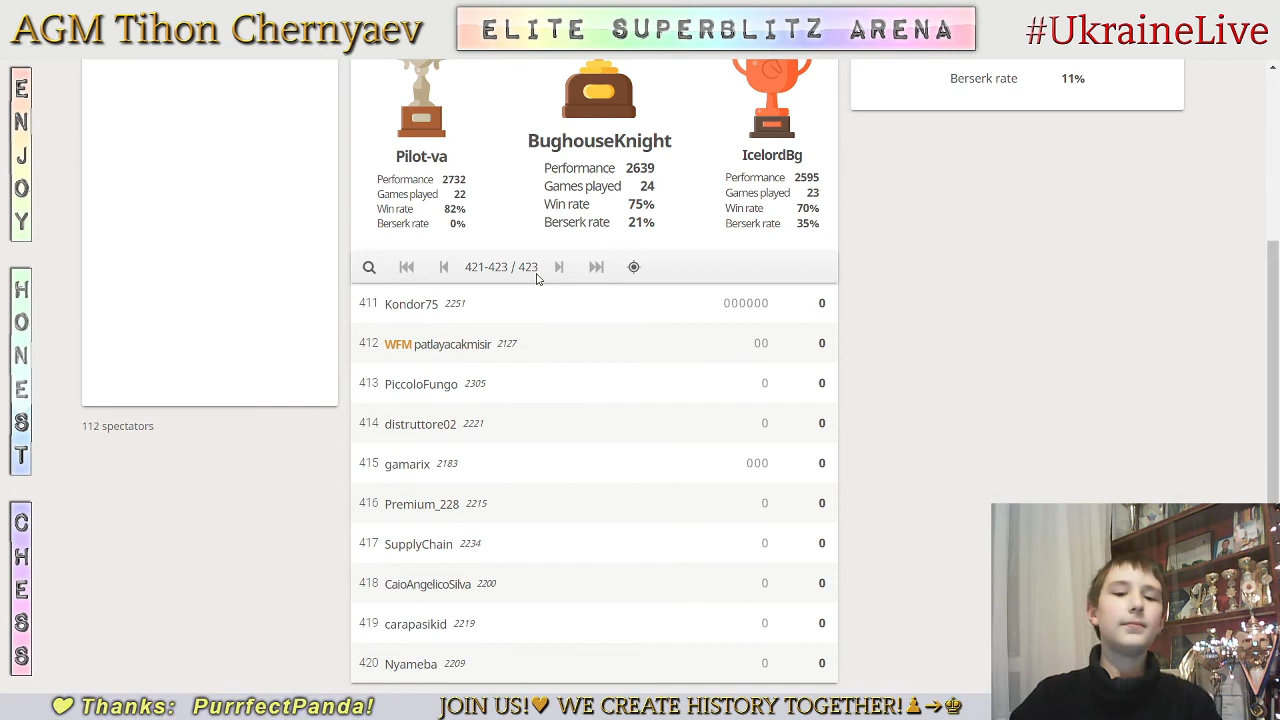 AGM Tihon Chernyaev
ELITE SUPERBLITZ ARENA
#UkraineLive
ENJOY
HONEST
CHESS
Berserk rate 11%
Pilot-va
Performance 2732
Games played 22
Win rate 82%
Berserk rate 0%
BughouseKnight
Performance 2639
Games played 24
Win rate 75%
Berserk rate 21%
IcelordBg
Performance 2595
Games played 23
Win rate 70%
Berserk rate 35%
421-423 / 423
411 Kondor75 2251 000000 0
412 WFM patlayacakmisir 2127 00 0
413 PiccoloFungo 2305 0 0
414 distruttore02 2221 0 0
415 gamarix 2183 000 0
416 Premium_228 2215 0 0
417 SupplyChain 2234 0 0
418 CaioAngelicoSilva 2200 0 0
419 carapasikid 2219 0 0
420 Nyameba 2209 0 0
112 spectators
Thanks: PurrfectPanda!
JOIN US! WE CREATE HISTORY TOGETHER!